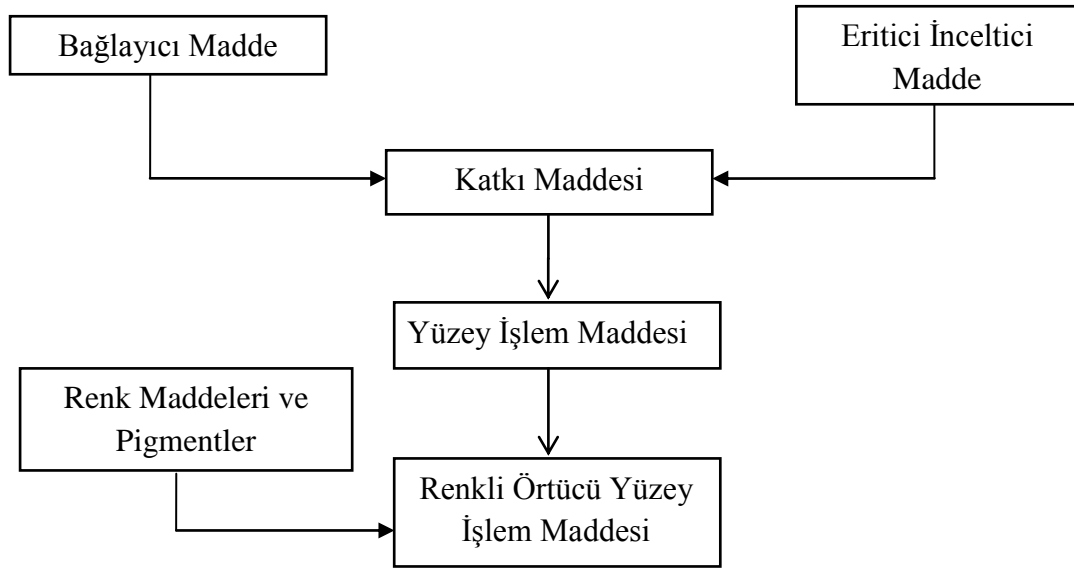 Bağlayıcı Madde
Eritici İnceltici
Madde
Katkı Maddesi
Yüzey İşlem Maddesi
Renk Maddeleri ve
Pigmentler
Renkli Örtücü Yüzey
İşlem Maddesi